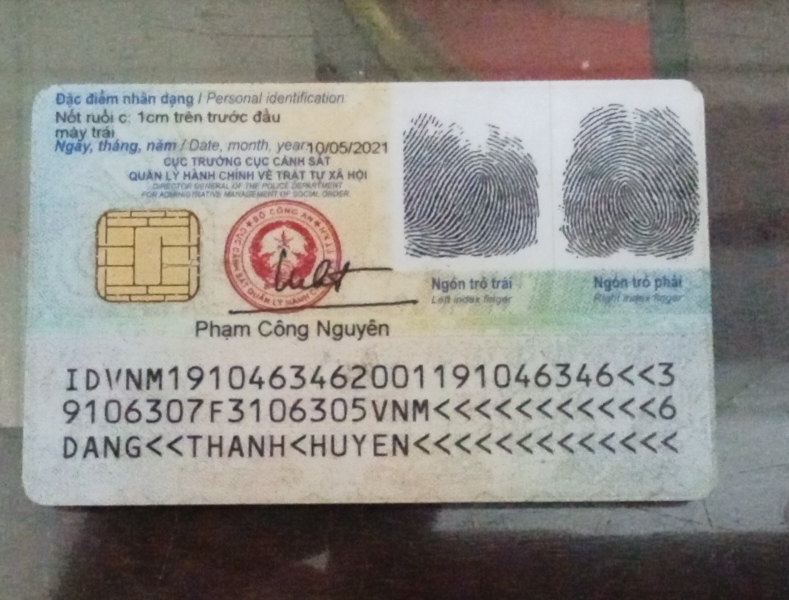 Đặc điểm nhân dạng / Personal identification:
Nốt ruồi c: 1cm trên trước đầu
mày trái
Ngày, tháng, năm / Date, month, year 10/05/2021
CỤC TRƯỞNG CỤC CẢNH SÁT
QUẢN LÝ HÀNH CHÍNH VỀ TRẬT TỰ XÃ HỘI
DIRECTOR GENERAL OF THE POLICE DEPARTMENT
FOR ADMINISTRATIVE MANAGEMENT OF SOCIAL ORDER
BỘ CÔNG AN
Ngón trỏ trái
Left index finger
Ngón trỏ phải
Right index finger
Phạm Công Nguyên
IDVNM1910463462001191046346<<3
9106307F3106305VNM<<<<<<<<<<<6
DANG<<THANH<HUYEN<<<<<<<<<<<<<